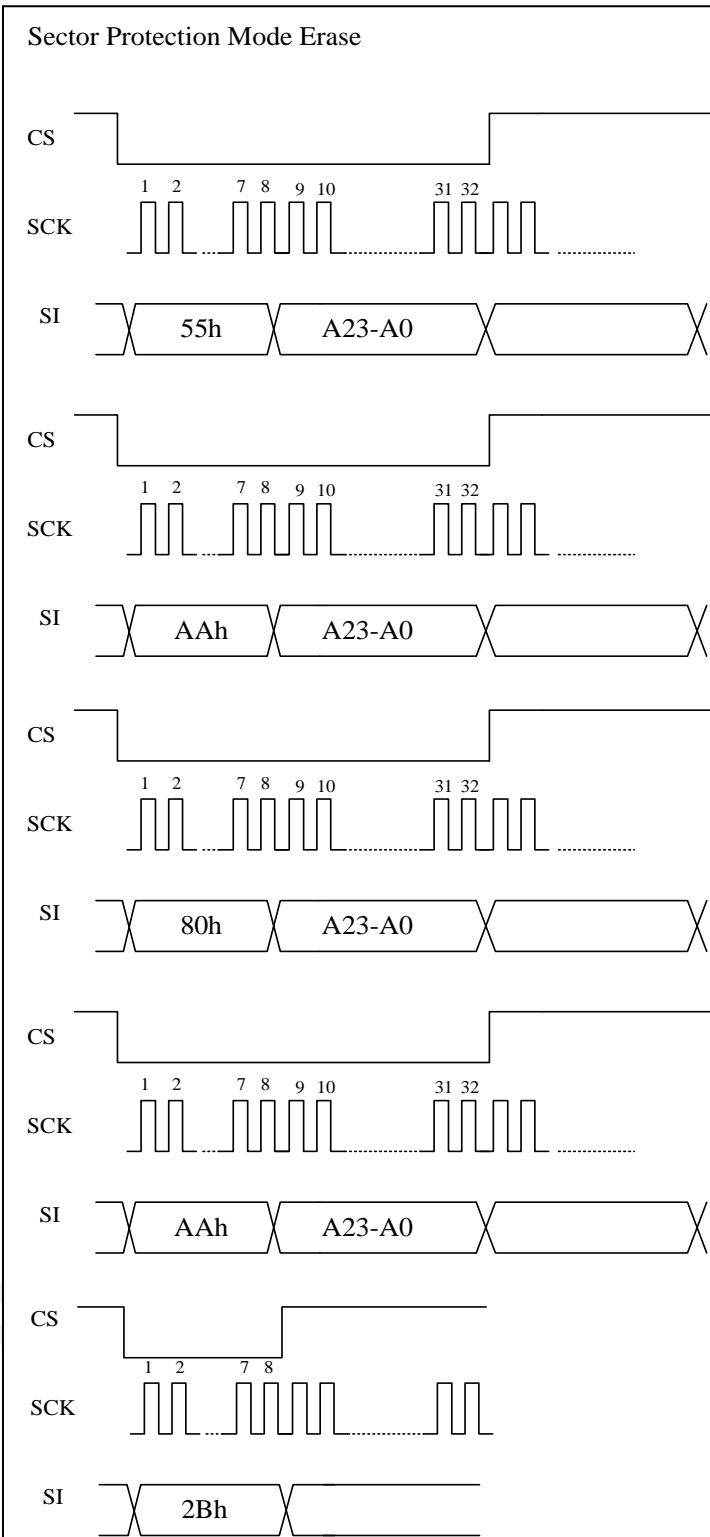 Sector Protection Mode Erase
CS
1 2 7 8 9 10 31 32
SCK
SI 55h A23-A0
CS
1 2 7 8 9 10 31 32
SCK
SI AAh A23-A0
CS
1 2 7 8 9 10 31 32
SCK
SI 80h A23-A0
CS
1 2 7 8 9 10 31 32
SCK
SI AAh A23-A0
CS
1 2 7 8
SCK
SI 2Bh